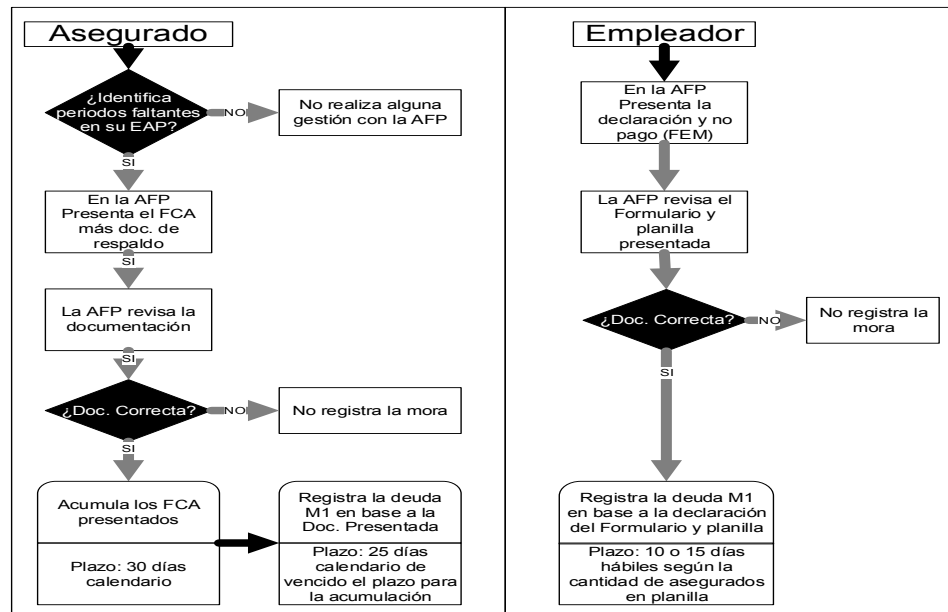 Asegurado
¿Identifica
periodos faltantes
en su EAP?
NO
No realiza alguna
gestión con la AFP
SI
En la AFP
Presenta el FCA
más doc. de
respaldo
SI
La AFP revisa la
documentación
SI
¿Doc. Correcta?
NO
No registra la mora
SI
Acumula los FCA
presentados
Plazo: 30 días
calendario
Registra la deuda
M1 en base a la
Doc. Presentada
Plazo: 25 días
calendario de
vencido el plazo para
la acumulación
Empleador
En la AFP
Presenta la
declaración y no
pago (FEM)
La AFP revisa el
Formulario y
planilla
presentada
¿Doc. Correcta?
NO
No registra la
mora
SI
Registra la deuda M1
en base a la declaración
del Formulario y planilla
Plazo: 10 o 15 días
hábiles según la
cantidad de asegurados
en planilla